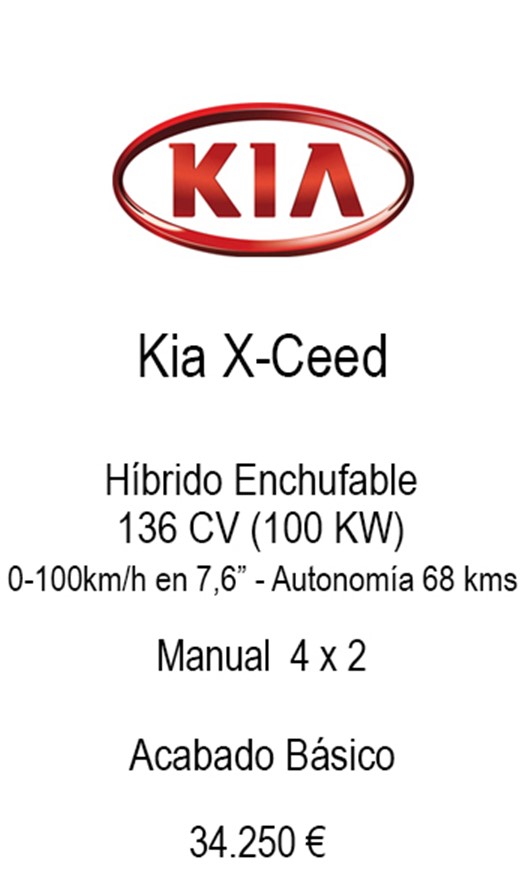 KIA
Kia X-Ceed
Híbrido Enchufable
136 CV (100 KW)
0-100km/h en 7,6” - Autonomía 68 kms
Manual  4 x 2
Acabado Básico
34.250 €